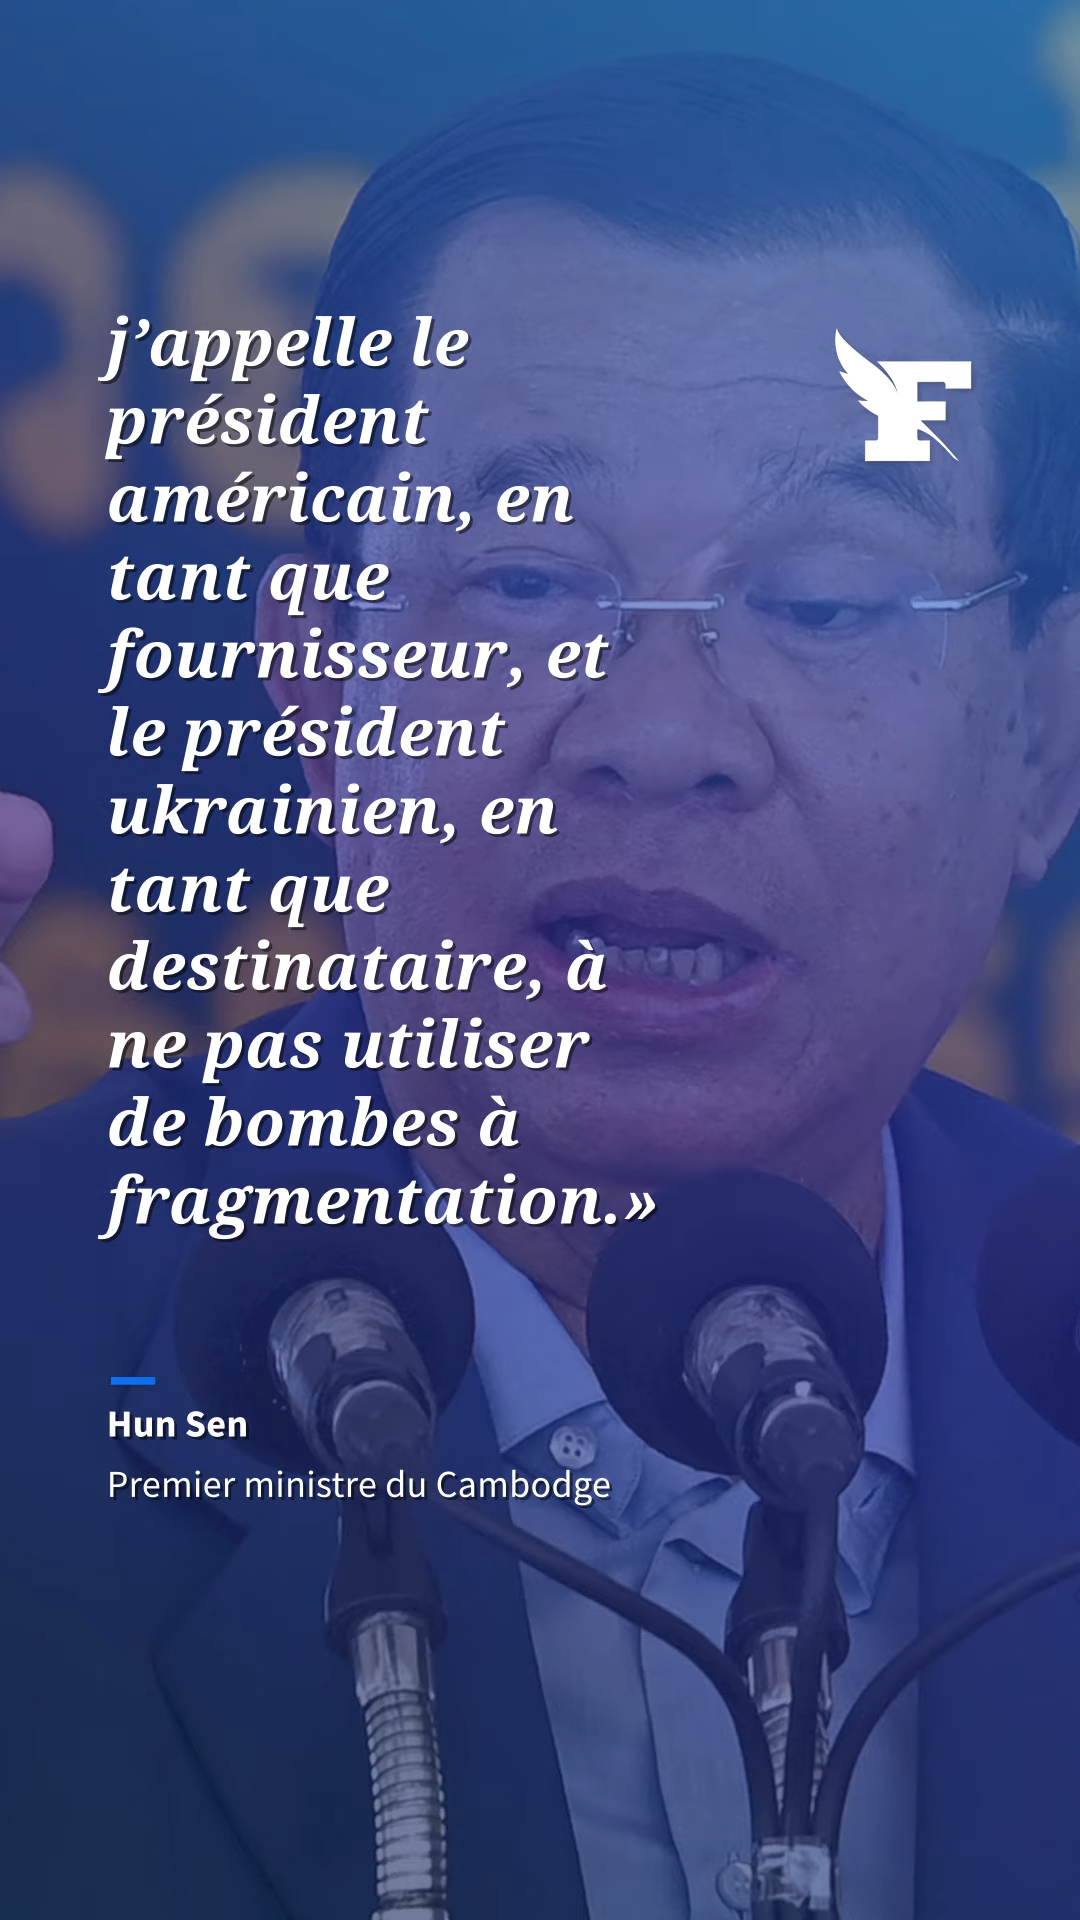 j’appelle le
président
américain, en
tant que
fournisseur, et
le président
ukrainien, en
tant que
destinataire, à
ne pas utiliser
de bombes à
fragmentation.»
F
Hun Sen
Premier ministre du Cambodge